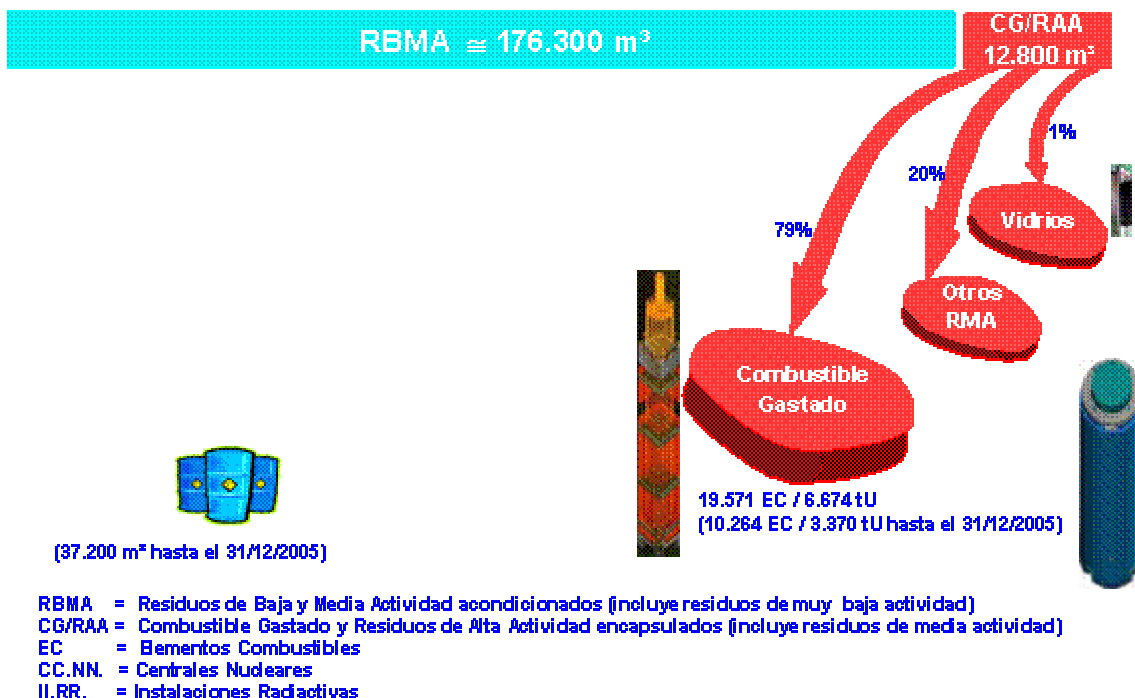 RBMA ≅ 176.300 m³
CG/RAA
12.800 m³
1%
20%
79%
Vidrios
Otros
RMA
Combustible
Gastado
19.571 EC / 6.674 tU
(10.264 EC / 3.370 tU hasta el 31/12/2005)
(37.200 m³ hasta el 31/12/2005)
RBMA = Residuos de Baja y Media Actividad acondicionados (incluye residuos de muy baja actividad)
CG/RAA = Combustible Gastado y Residuos de Alta Actividad encapsulados (incluye residuos de media actividad)
EC = Elementos Combustibles
CC.NN. = Centrales Nucleares
II.RR. = Instalaciones Radiactivas